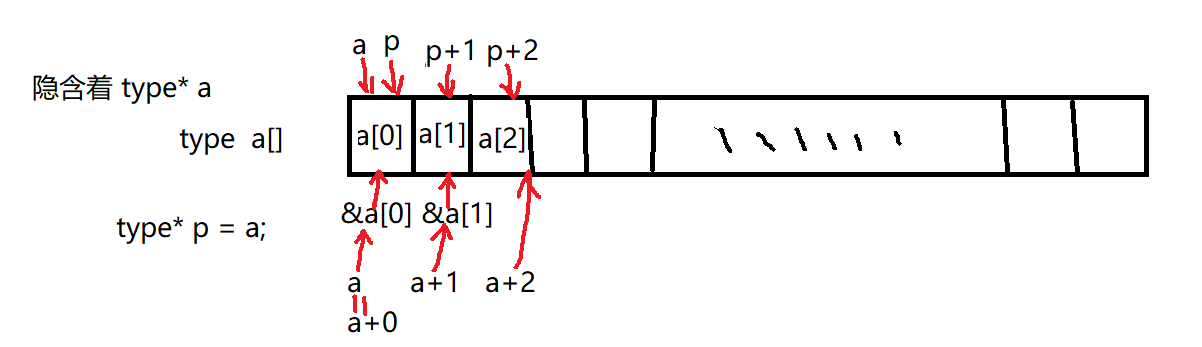 a p p+1 p+2
隐含着 type* a
type a[]
a[0] a[1] a[2]
type* p = a;
&a[0] &a[1]
a a+1 a+2
a+0